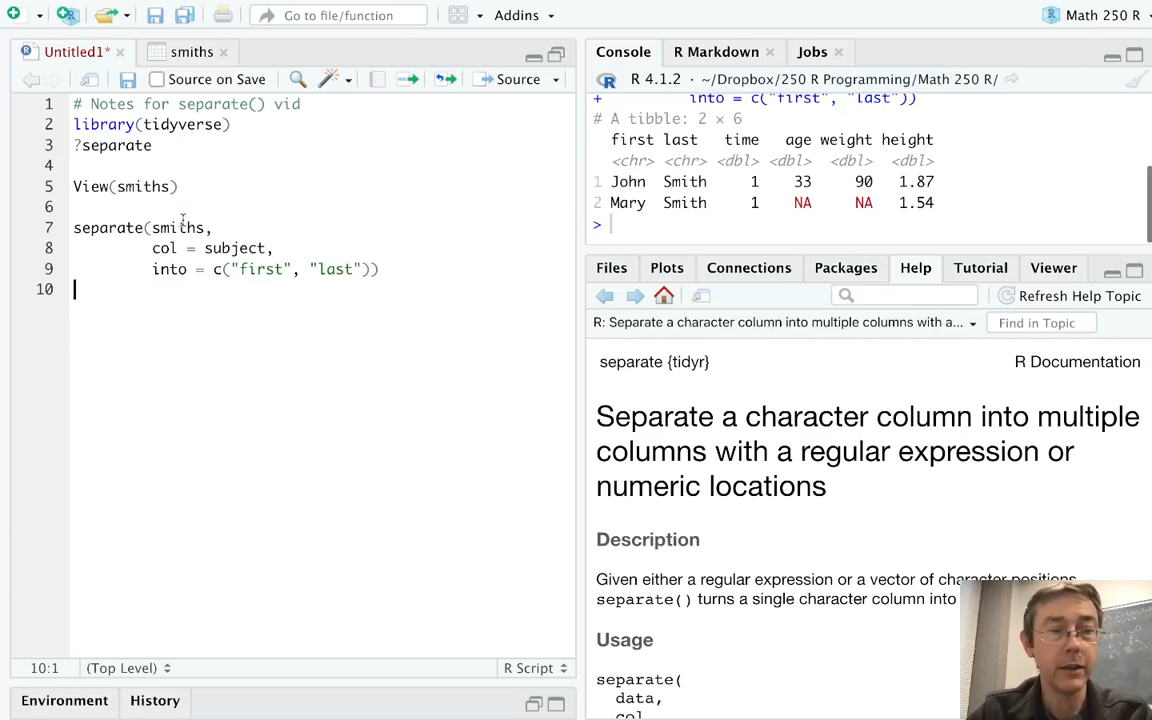 Go to file/function
Addins
Math 250 R
Untitled1*
smiths
Source on Save
Source
1 # Notes for separate() vid
2 library(tidyverse)
3 ?separate
4
5 View(smiths)
6
7 separate(smiths,
8 col = subject,
9 into = c("first", "last"))
10
10:1
(Top Level)
R Script
Environment
History
Console
R Markdown
Jobs
R 4.1.2 · ~/Dropbox/250 R Programming/Math 250 R/
+ into = c("first", "last"))
# A tibble: 2 × 6
first last time age weight height
<chr> <chr> <dbl> <dbl> <dbl> <dbl>
1 John Smith 1 33 90 1.87
2 Mary Smith 1 NA NA 1.54
>
Files
Plots
Connections
Packages
Help
Tutorial
Viewer
Refresh Help Topic
R: Separate a character column into multiple columns with a...
Find in Topic
separate {tidyr}
R Documentation
Separate a character column into multiple
columns with a regular expression or
numeric locations
Description
Given either a regular expression or a vector of character positions,
separate() turns a single character column into
Usage
separate(
data,
col